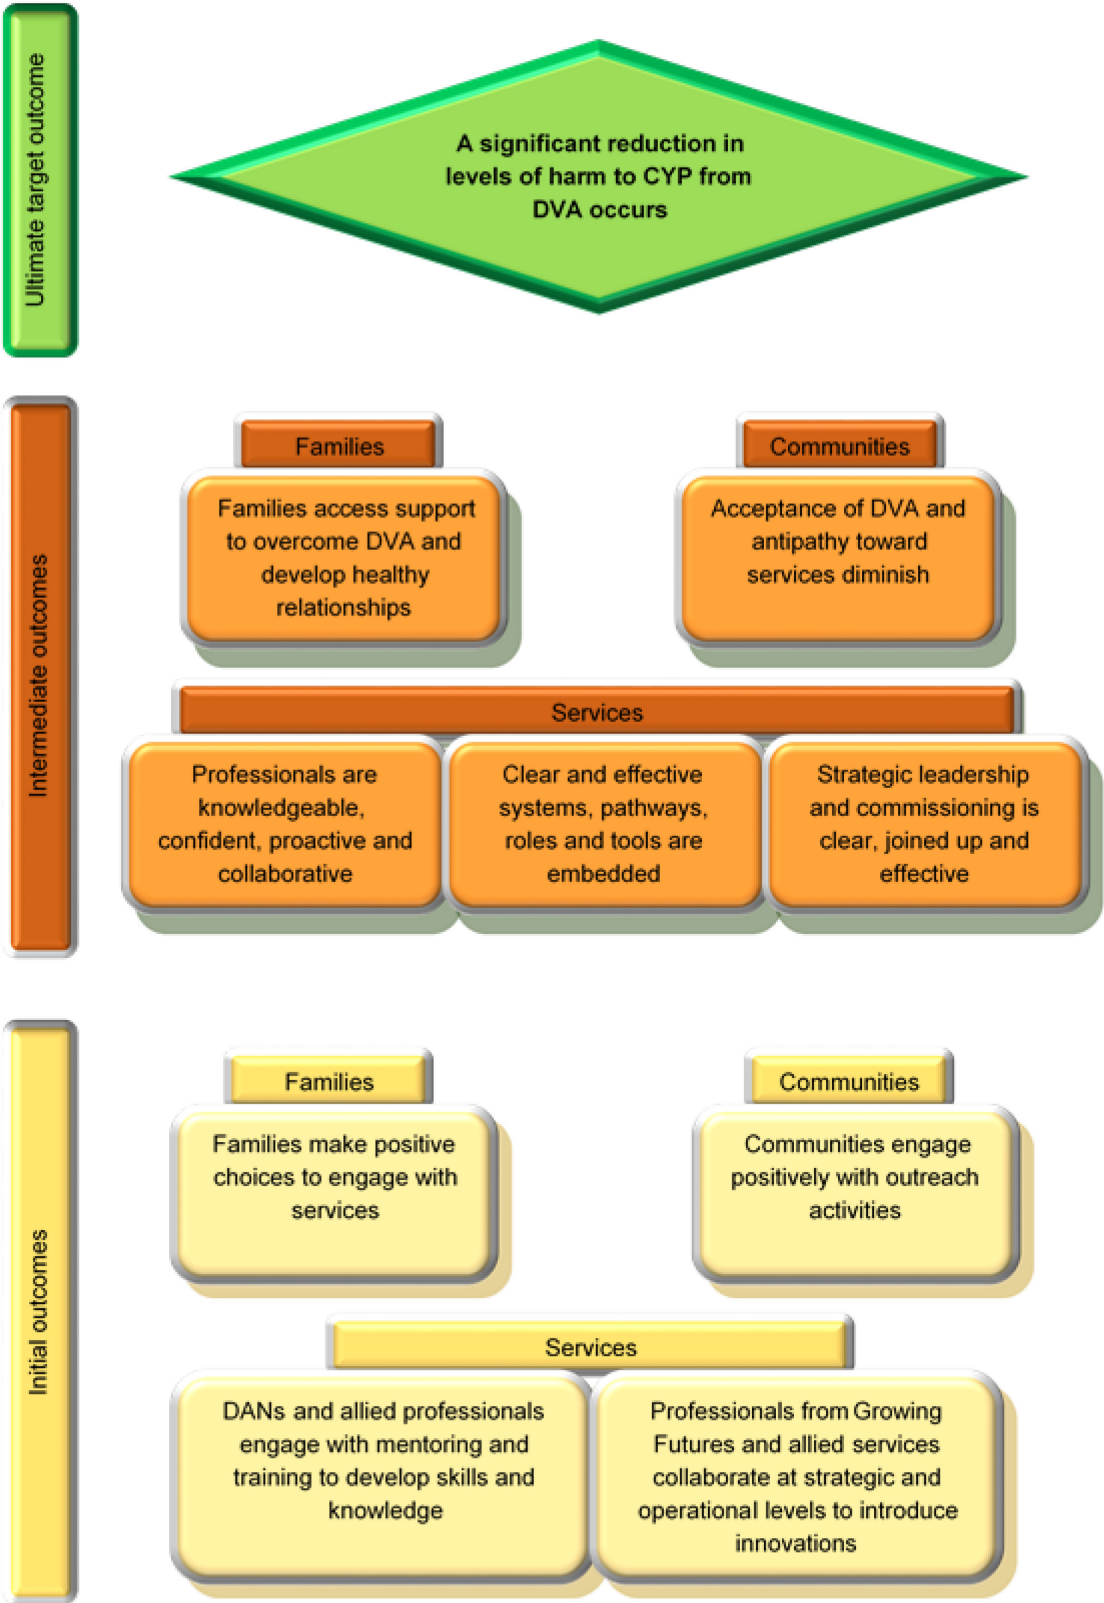 Ultimate target outcome
A significant reduction in
levels of harm to CYP from
DVA occurs
Intermediate outcomes
Families
Families access support
to overcome DVA and
develop healthy
relationships
Communities
Acceptance of DVA and
antipathy toward
services diminish
Services
Professionals are
knowledgeable,
confident, proactive and
collaborative
Clear and effective
systems, pathways,
roles and tools are
embedded
Strategic leadership
and commissioning is
clear, joined up and
effective
Initial outcomes
Families
Families make positive
choices to engage with
services
Communities
Communities engage
positively with outreach
activities
Services
DANs and allied professionals
engage with mentoring and
training to develop skills and
knowledge
Professionals from Growing
Futures and allied services
collaborate at strategic and
operational levels to introduce
innovations